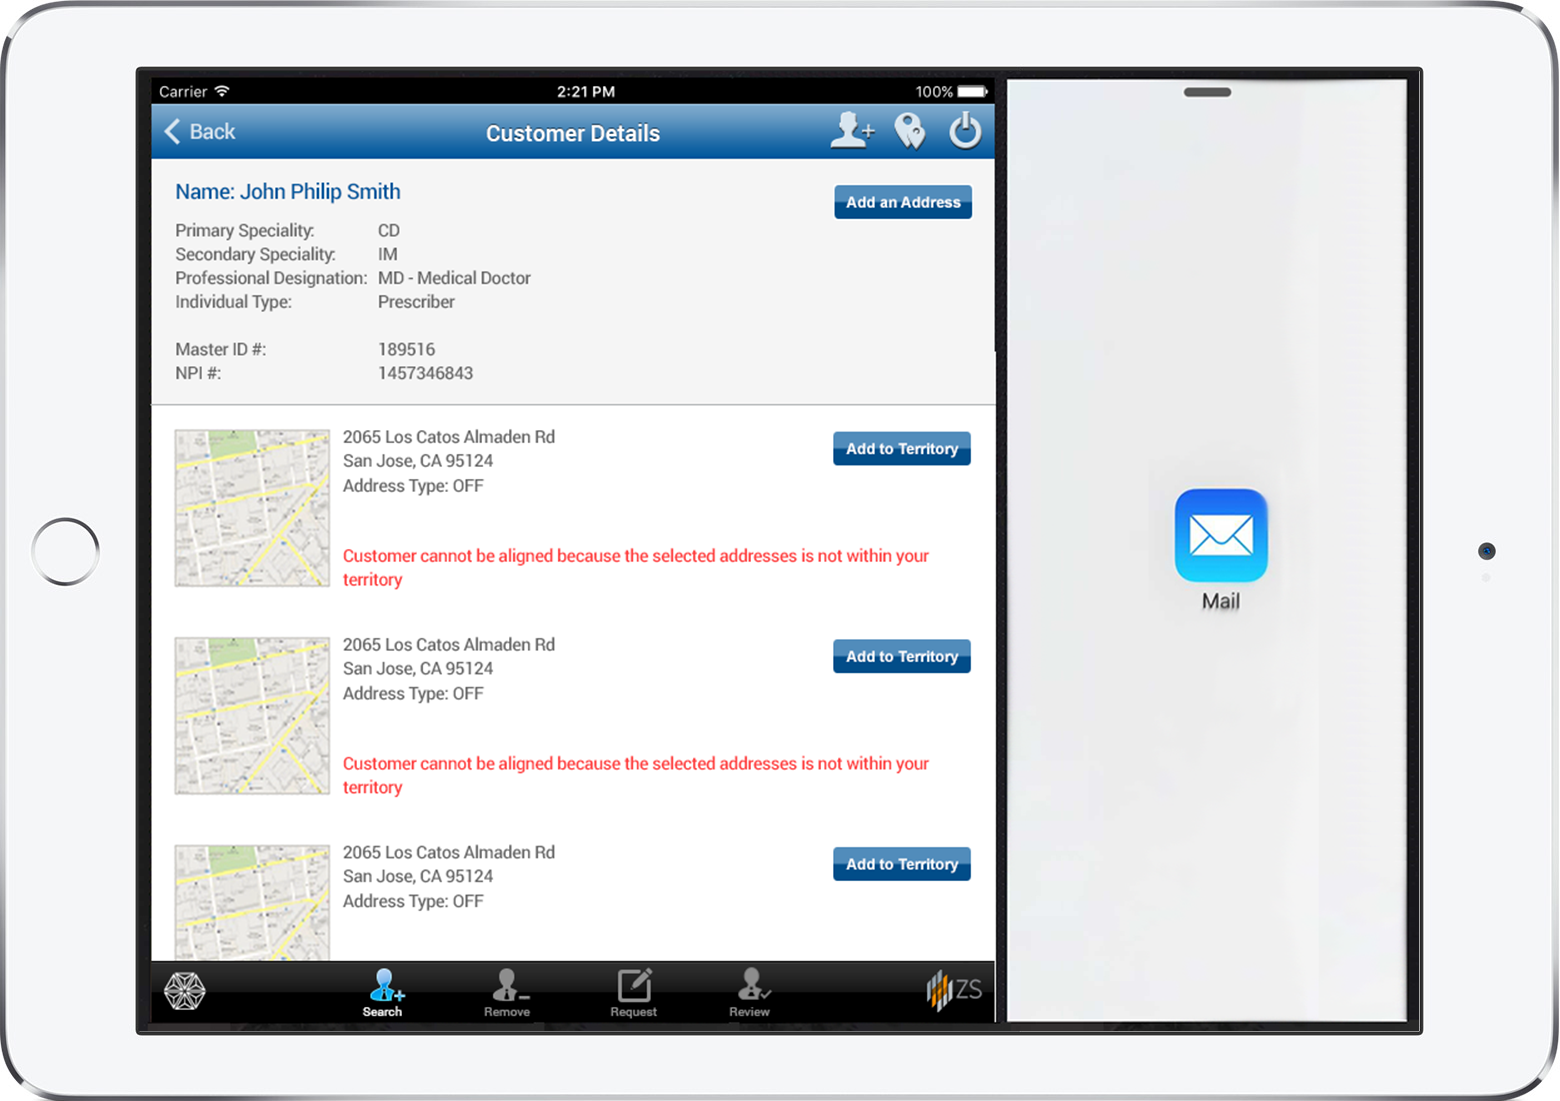 Carrier
2:21 PM
100%
Back
Customer Details
Name: John Philip Smith
Add an Address
Primary Speciality: CD
Secondary Speciality: IM
Professional Designation: MD - Medical Doctor
Individual Type: Prescriber
Master ID #: 189516
NPI #: 1457346843
2065 Los Catos Almaden Rd
San Jose, CA 95124
Address Type: OFF
Add to Territory
Customer cannot be aligned because the selected addresses is not within your
territory
2065 Los Catos Almaden Rd
San Jose, CA 95124
Address Type: OFF
Add to Territory
Customer cannot be aligned because the selected addresses is not within your
territory
2065 Los Catos Almaden Rd
San Jose, CA 95124
Address Type: OFF
Add to Territory
Search
Remove
Request
Review
ZS
Mail